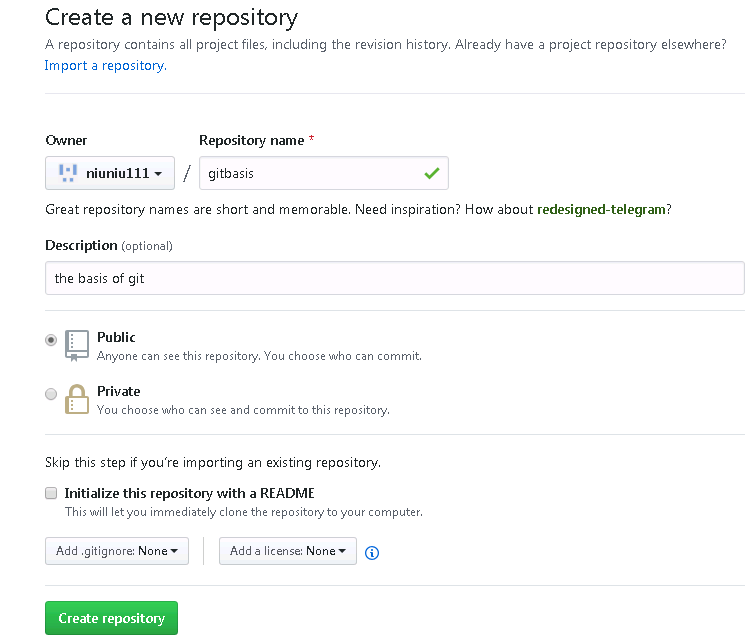 Create a new repository
A repository contains all project files, including the revision history. Already have a project repository elsewhere?
Import a repository.
Owner
Repository name *
niuniu111 / gitbasis
Great repository names are short and memorable. Need inspiration? How about redesigned-telegram?
Description (optional)
the basis of git
Public
Anyone can see this repository. You choose who can commit.
Private
You choose who can see and commit to this repository.
Skip this step if you’re importing an existing repository.
Initialize this repository with a README
This will let you immediately clone the repository to your computer.
Add .gitignore: None
Add a license: None
Create repository